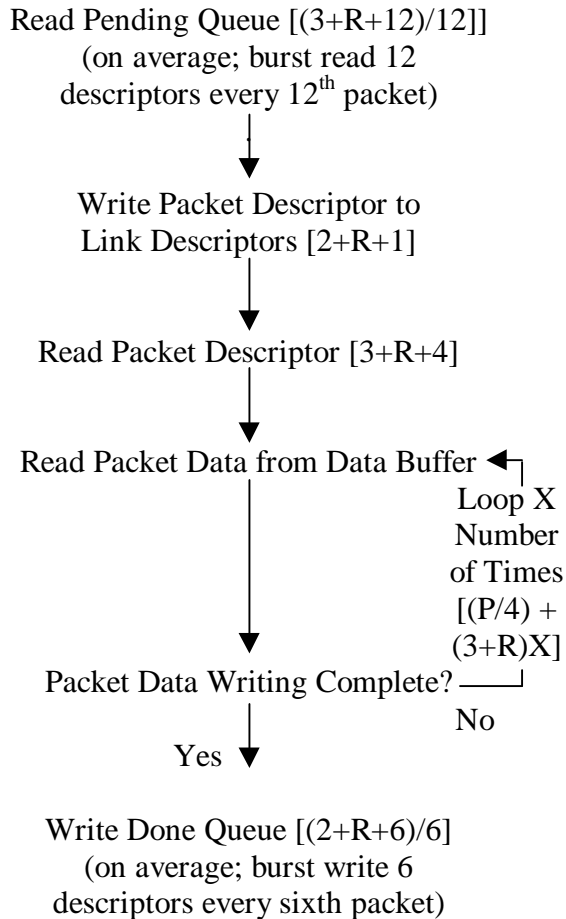 Read Pending Queue [(3+R+12)/12]]
(on average; burst read 12
descriptors every 12th packet)
Write Packet Descriptor to
Link Descriptors [2+R+1]
Read Packet Descriptor [3+R+4]
Read Packet Data from Data Buffer
Loop X
Number
of Times
[(P/4) +
(3+R)X]
Packet Data Writing Complete?
No
Yes
Write Done Queue [(2+R+6)/6]
(on average; burst write 6
descriptors every sixth packet)